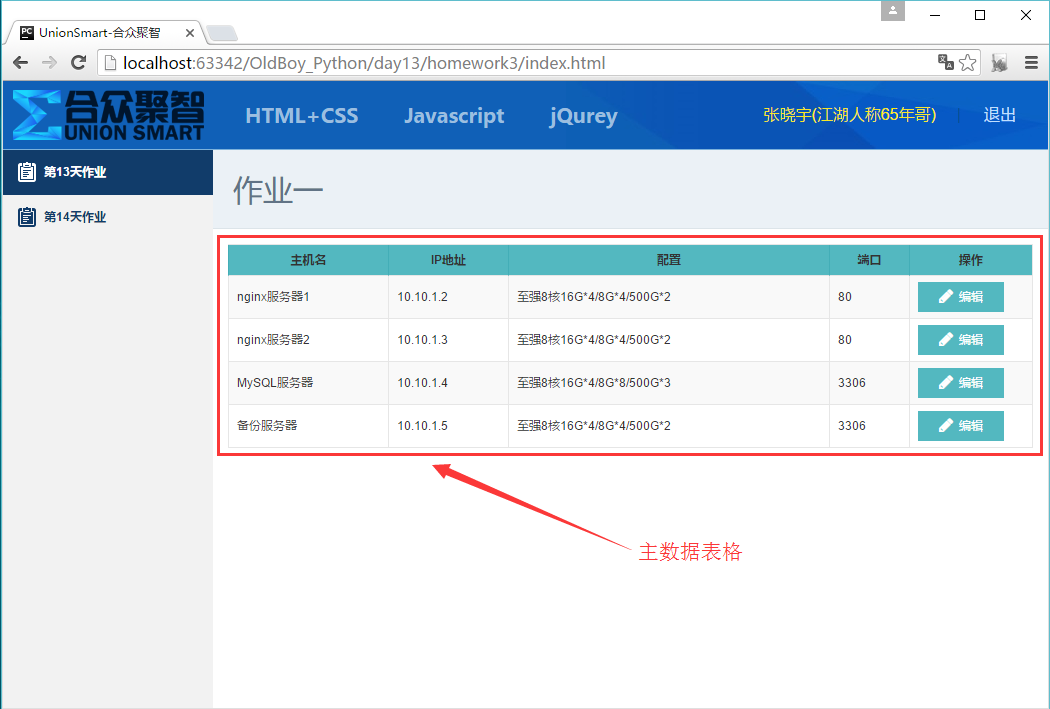 UnionSmart-合众聚智
localhost:63342/OldBoy_Python/day13/homework3/index.html
合众聚智
UNION SMART
HTML+CSS Javascript jQurey 张晓宇(江湖人称65年哥) | 退出
第13天作业
第14天作业
作业一
主机名 IP地址 配置 端口 操作
nginx服务器1 10.10.1.2 至强8核16G*4/8G*4/500G*2 80 编辑
nginx服务器2 10.10.1.3 至强8核16G*4/8G*4/500G*2 80 编辑
MySQL服务器 10.10.1.4 至强8核16G*4/8G*8/500G*3 3306 编辑
备份服务器 10.10.1.5 至强8核16G*4/8G*4/500G*2 3306 编辑
主数据表格